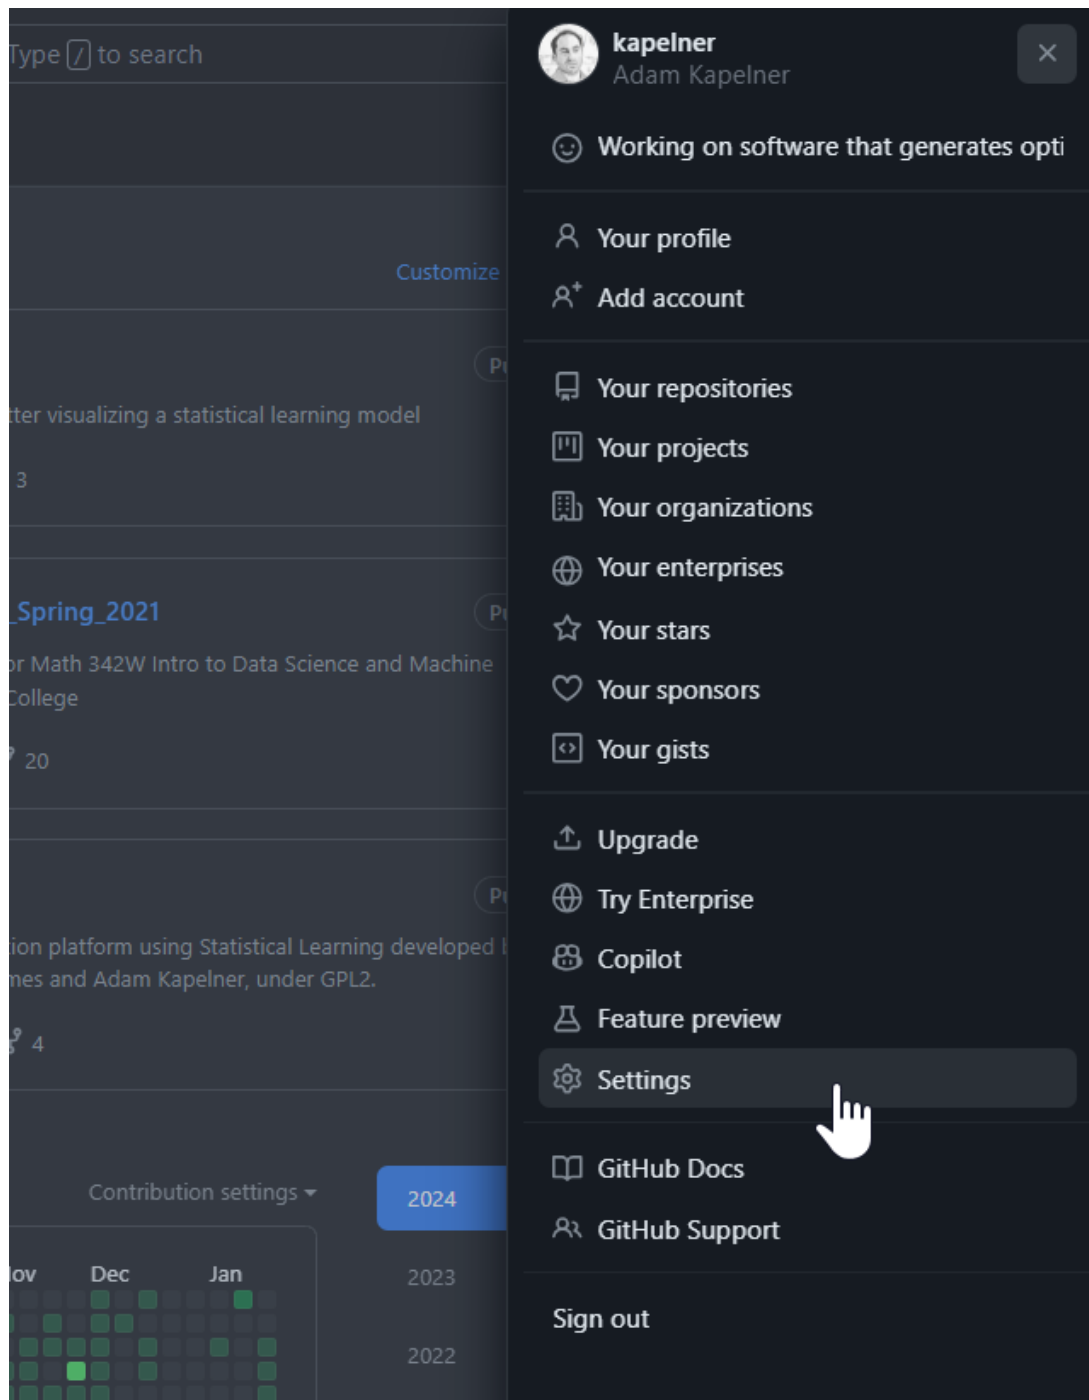 Type / to search
Customize
tter visualizing a statistical learning model
3
_Spring_2021
or Math 342W Intro to Data Science and Machine
College
20
tion platform using Statistical Learning developed
mes and Adam Kapelner, under GPL2.
4
Contribution settings
2024
2023
2022
Dec Jan
kapelner
Adam Kapelner
Working on software that generates opti
Your profile
Add account
Your repositories
Your projects
Your organizations
Your enterprises
Your stars
Your sponsors
Your gists
Upgrade
Try Enterprise
Copilot
Feature preview
Settings
GitHub Docs
GitHub Support
Sign out